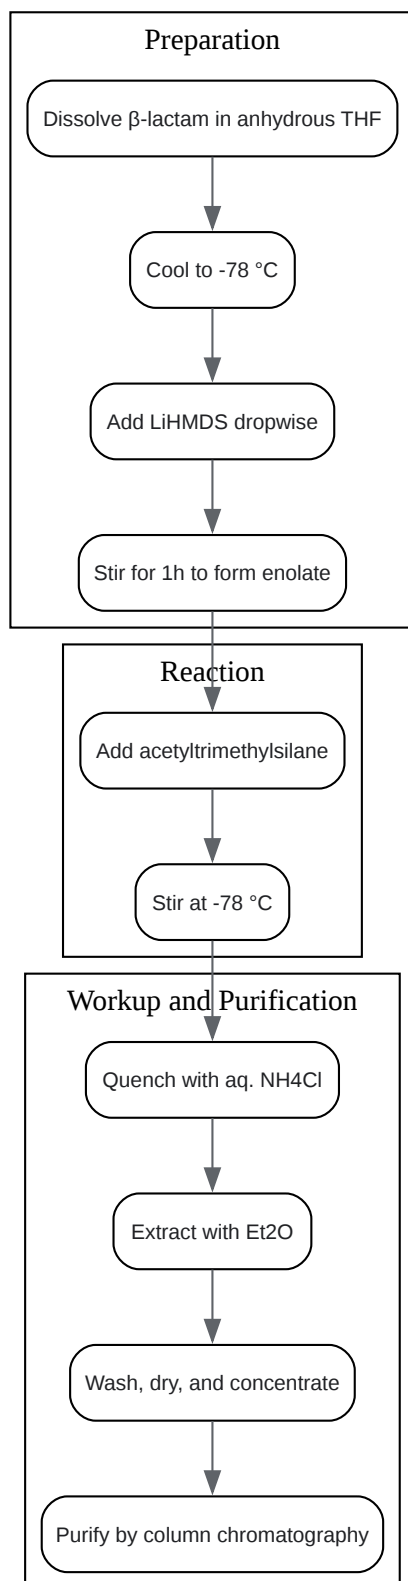 Preparation
Dissolve β-lactam in anhydrous THF
Cool to -78 °C
Add LiHMDS dropwise
Stir for 1h to form enolate
Reaction
Add acetyltrimethylsilane
Stir at -78 °C
Workup and Purification
Quench with aq. NH4Cl
Extract with Et2O
Wash, dry, and concentrate
Purify by column chromatography